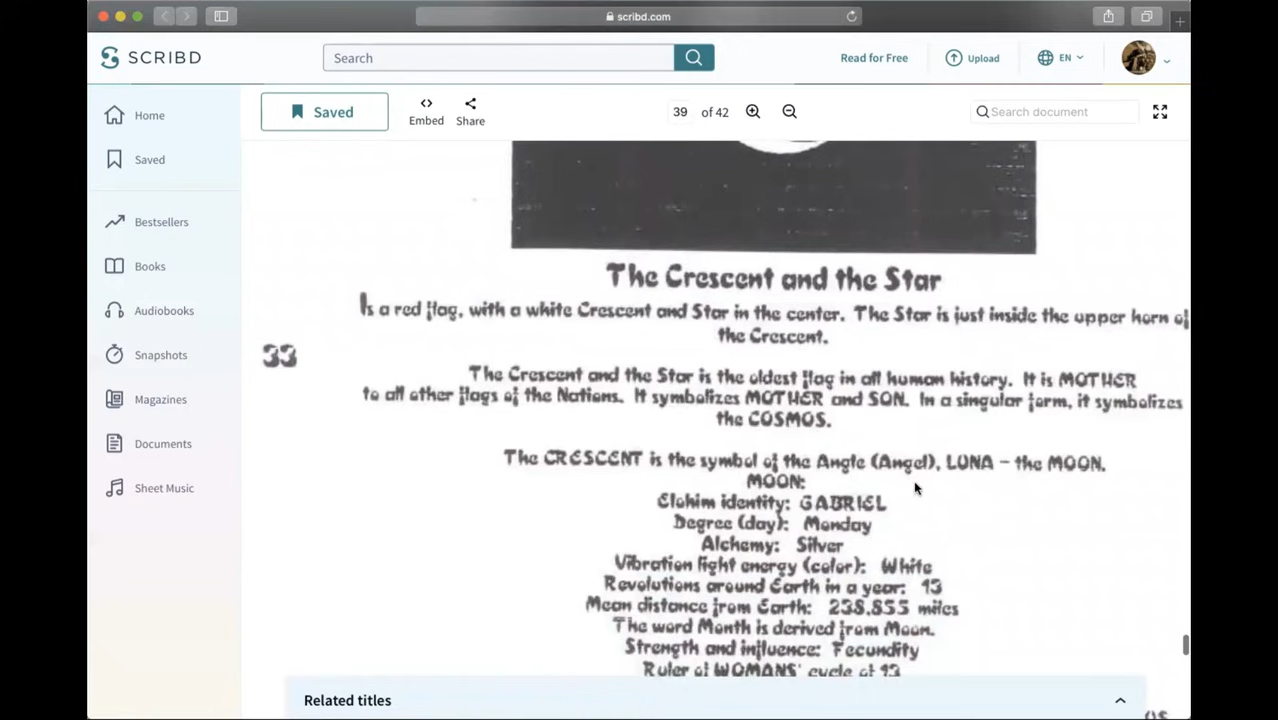 scribd.com
SCRIBD
Search
Read for Free
Upload
EN
Saved
Embed
Share
39 of 42
Search document
Home
Saved
Bestsellers
Books
Audiobooks
Snapshots
Magazines
Documents
Sheet Music
The Crescent and the Star
Is a red flag, with a white Crescent and Star in the center. The Star is just inside the upper horn of
the Crescent.
33
The Crescent and the Star is the oldest flag in all human history. It is MOTHER
to all other flags of the Nations. It symbolizes MOTHER and SON. In a singular form, it symbolizes
the COSMOS.
The CRESCENT is the symbol of the Angle (Angel), LUNA – the MOON.
MOON:
Elohim identity: GABRIEL
Degree (day): Monday
Alchemy: Silver
Vibration light energy (color): White
Revolutions around Earth in a year: 13
Mean distance from Earth: 238,855 miles
The word Month is derived from Moon.
Strength and influence: Fecundity
Ruler of WOMANS' cycle of 13
Related titles